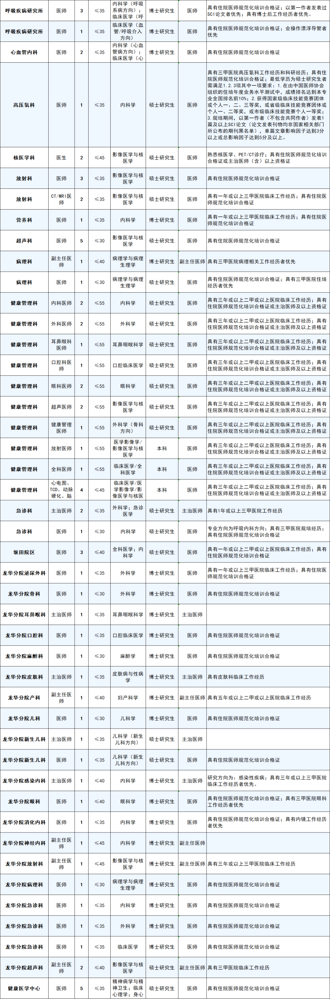 呼吸疾病研究所 医师 3 ≤35 内科学（呼吸系病方向）；临床医学（呼 博士研究生 医师 具有住院医师规范化培训合格证；以第一作者发表过SCI论文者优先；具有博士后工作经历者优先。
呼吸疾病研究所 医师 1 ≤35 临床医学（血管/呼吸介入方向） 博士研究生 医师 具有住院医师规范化培训合格证；会操作漂浮导管者优先
心血管内科 医师 2 ≤35 内科学（心血管病方向）；临床医学（心 博士研究生 医师 具有住院医师规范化培训合格证
高压氧科 医师 1 ≤35 内科学 硕士研究生 医师 具有三甲医院高压氧科工作经历和科研经历；具有住院医师规范化培训合格证；最低学历为硕士研究生者需满足1.2.3项其中一项要求：1.在由中国医师协会组织的住培年度业务水平测试中，成绩排名达到本专业全国排名前10%；2.获得国家级临床技能竞赛团体或个人一、二、三等奖，或省级临床技能竞赛团体或个人一、二等奖，或市级临床技能竞赛个人一等奖；3.规培期间，以第一作者（不包含共同作者）发表1篇及以上SCI论文（论文发表刊物均非国家相关部门所公布的期刊黑名单），单篇文章影响因子达到3分以上或总影响因子达到5分及以上。
核医学科 医生 2 ≤45 影像医学与核医学 硕士研究生 医师 熟悉核医学、PET/CT诊疗；具有住院医师规范化培训合格证或主治医师（含）以上资格证
放射科 医师 3 ≤35 影像医学与核医学 硕士研究生 医师 具有住院医师规范化培训合格证
放射科 CT/MRI医师 2 ≤35 影像医学与核医学 硕士研究生 医师 具有一年或以上三甲医院临床工作经历；具有住院医师规范化培训合格证
营养科 医师 1 ≤35 内科学 博士研究生 医师 具有一年或以上三甲医院临床工作经历；具有住院医师规范化培训合格证
超声科 医师 5 ≤30 影像医学与核医学 硕士研究生 医师 具有住院医师规范化培训合格证
病理科 副主任医师 1 ≤40 病理学与病理生理学 博士研究生 副主任医师 具有三甲医院病理相关工作经历者优先
病理科 医师 1 ≤30 病理学与病理生理学 硕士研究生 医师 具有住院医师规范化培训合格证；具有三甲医院住培经历者优先
健康管理科 内科医师 2 ≤55 内科学 硕士研究生 医师 具有三年或以上二甲或以上医院临床工作经历；具有住院医师规范化培训合格证或主治医师及以上资格证
健康管理科 外科医师 2 ≤55 外科学 硕士研究生 医师 具有三年或以上二甲或以上医院临床工作经历；具有住院医师规范化培训合格证或主治医师及以上资格证
健康管理科 耳鼻喉科医师 1 ≤55 耳鼻咽喉科学 硕士研究生 医师 具有三年或以上二甲或以上医院临床工作经历；具有住院医师规范化培训合格证或主治医师及以上资格证
健康管理科 口腔科医师 1 ≤55 口腔临床医学 硕士研究生 医师 具有三年或以上二甲或以上医院临床工作经历；具有住院医师规范化培训合格证或主治医师及以上资格证
健康管理科 眼科医师 2 ≤55 眼科学 硕士研究生 医师 具有三年或以上二甲或以上医院临床工作经历；具有住院医师规范化培训合格证或主治医师及以上资格证
健康管理科 超声医师 2 ≤55 影像医学与核医学 硕士研究生 医师 具有三年或以上二甲或以上医院临床工作经历；具有住院医师规范化培训合格证或主治医师及以上资格证
健康管理科 健康管理医师 1 ≤55 外科学（骨科方向） 硕士研究生 医师 具有三年或以上二甲或以上医院临床工作经历；具有住院医师规范化培训合格证或主治医师及以上资格证
健康管理科 放射医师 1 ≤55 医学影像学/影像医学与核医学 本科 医师 具有三年或以上二甲或以上医院临床工作经历；具有住院医师规范化培训合格证或主治医师及以上资格证
健康管理科 全科医师 1 ≤55 临床医学/全科医学 本科 医师 具有三年或以上二甲或以上医院临床工作经历；具有住院医师规范化培训合格证或主治医师及以上资格证
健康管理科 心电图、TCD、动脉硬化、脑 4 ≤45 临床医学/医学影像学/影像医学与核医 本科 医师 具有三年或以上二甲或以上医院临床工作经历；具有住院医师规范化培训合格证或主治医师及以上资格证
急诊科 主治医师 2 ≤35 外科学；急诊医学 硕士研究生 主治医师 具有1年或以上三甲医院工作经历
急诊科 医师 1 ≤30 内科学 硕士研究生 医师 专业方向为呼吸内科方向；具有三甲医院规培经历；具有住院医师规范化培训合格证
坂田院区 医师 3 ≤40 全科医学；内科学 硕士研究生 医师 具有一年或以上二甲或以上医院临床工作经历；具有住院医师规范化培训合格证
龙华分院泌尿外科 医师 1 ≤35 外科学 博士研究生 医师 具有一年或以上三甲医院临床工作经历；具有住院医师规范化培训合格证
龙华分院骨科 医师 1 ≤30 外科学 博士研究生 医师 具有住院医师规范化培训合格证
龙华分院耳鼻喉科 主治医师 1 ≤35 耳鼻咽喉科学 博士研究生 主治医师
龙华分院口腔科 医师 1 ≤35 口腔临床医学 博士研究生 医师 具有住院医师规范化培训合格证
龙华分院麻醉科 医师 1 ≤30 麻醉学 博士研究生 医师 具有住院医师规范化培训合格证
龙华分院皮肤科 主治医师 1 ≤35 皮肤病与性病学 博士研究生 主治医师 具有皮肤科临床工作经历
龙华分院产科 副主任医师 1 ≤40 妇产科学 博士研究生 副主任医师 具有五年或以上二甲或以上医院临床工作经历
龙华分院儿科 医师 1 ≤30 儿科学 博士研究生 医师 具有住院医师规范化培训合格证
龙华分院新生儿科 主治医师 1 ≤35 儿科学（新生儿科方向） 硕士研究生 主治医师
龙华分院新生儿科 医师 1 ≤35 儿科学（新生儿科方向） 硕士研究生 医师 具有住院医师规范化培训合格证
龙华分院感染内科 主治医师 1 ≤40 内科学 博士研究生 主治医师 研究方向为：感染性疾病；具有三年或以上三甲医院临床工作经历者优先。
龙华分院眼科 医师 1 ≤40 眼科学 博士研究生 医师 具有住院医师规范化培训合格证；具有三甲医院眼科工作经历者优先
龙华分院消化内科 医师 1 ≤35 内科学 博士研究生 医师 具有住院医师规范化培训合格证；具有内镜工作经历者优先
龙华分院神经内科 副主任医师 1 ≤45 内科学 博士研究生 副主任医师
龙华分院放射科 副主任医师 1 ≤45 影像医学与核医学 博士研究生 副主任医师 具有三年或以上三甲医院临床工作经历
龙华分院病理科 医师 1 ≤30 病理学与病理生理学 博士研究生 医师 具有住院医师规范化培训合格证
龙华分院急诊科 医师 1 ≤35 内科学 博士研究生 医师 具有住院医师规范化培训合格证
龙华分院急诊科 医师 1 ≤35 外科学 博士研究生 医师 具有住院医师规范化培训合格证
龙华分院急诊科 医师 1 ≤35 临床医学 博士研究生 医师 具有住院医师规范化培训合格证
龙华分院超声科 副主任医师 2 ≤40 影像医学与核医学 硕士研究生 副主任医师 具有三甲医院临床工作经历
健康医学中心 医师 5 ≤35 精神病学与精神卫生；临床心理学；身心 硕士研究生 医师 具有住院医师规范化培训合格证